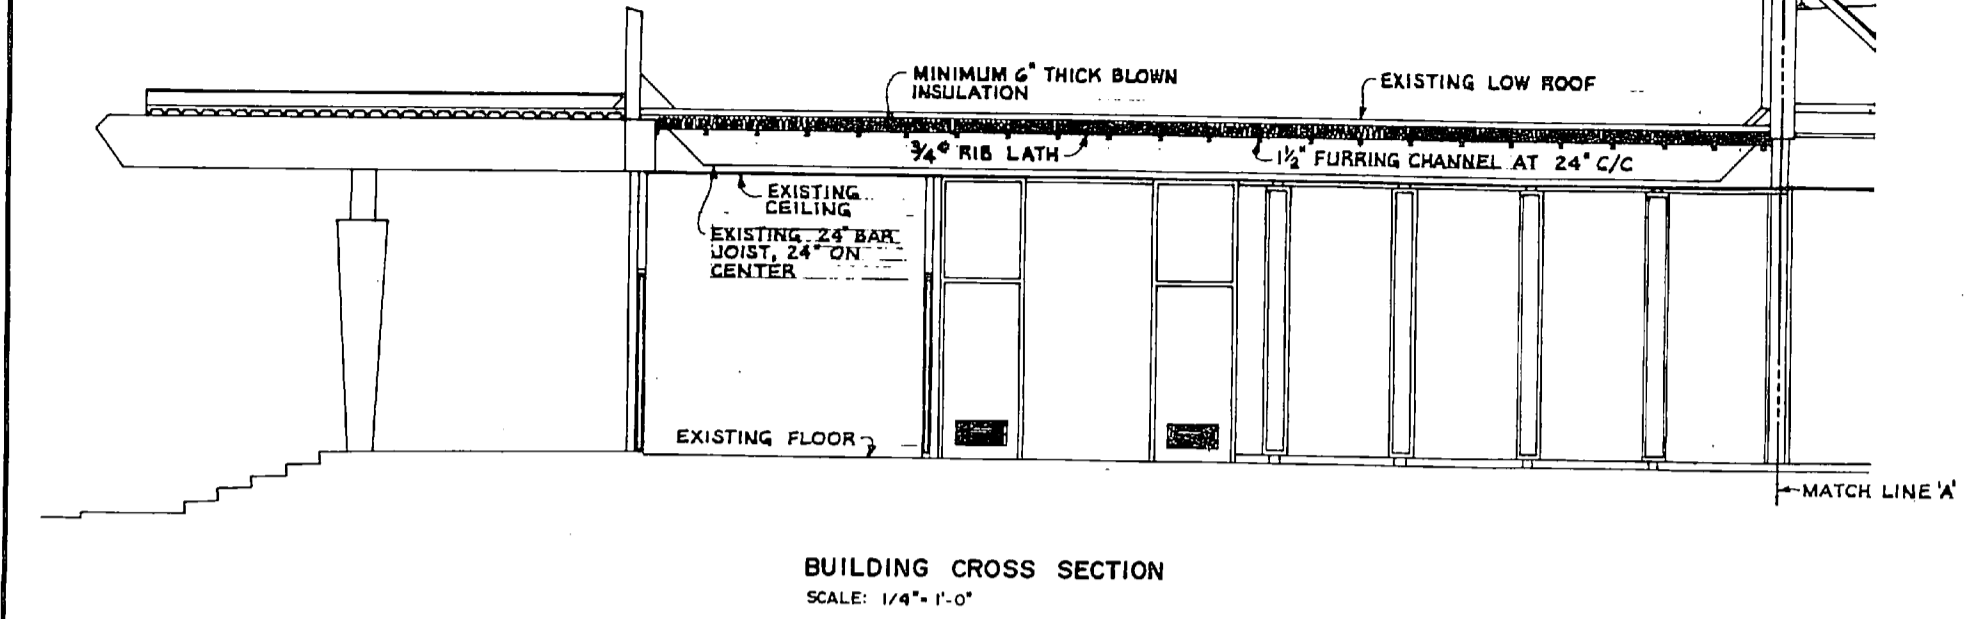 MINIMUM 6" THICK BLOWN
INSULATION
EXISTING LOW ROOF
3/4" RIB LATH
1 1/2" FURRING CHANNEL AT 24" C/C
EXISTING
CEILING
EXISTING 24" BAR
JOIST, 24" ON
CENTER
EXISTING FLOOR
MATCH LINE 'A'
BUILDING CROSS SECTION
SCALE: 1/4" = 1'-0"